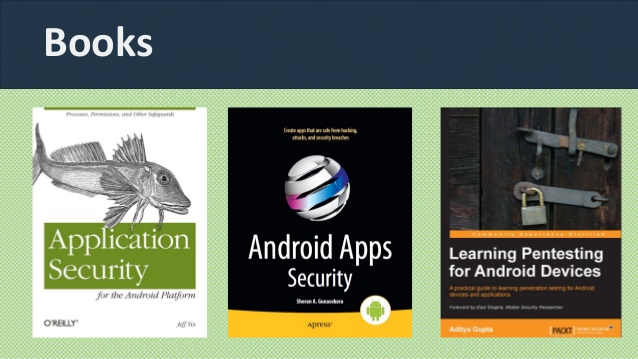 Books
Processes, Permissions, and Other Safeguards
Application
Security
for the Android Platform
O'REILLY®
Jeff Six
Create apps that are safe from hacking,
attacks, and security breaches
Android Apps
Security
Sheran A. Gunasekera
Apress®
Community Experience Distilled
Learning Pentesting
for Android Devices
A practical guide to learning penetration testing for Android
devices and applications
Foreword by Elad Shapira, Mobile Security Researcher
Aditya Gupta
PACKT